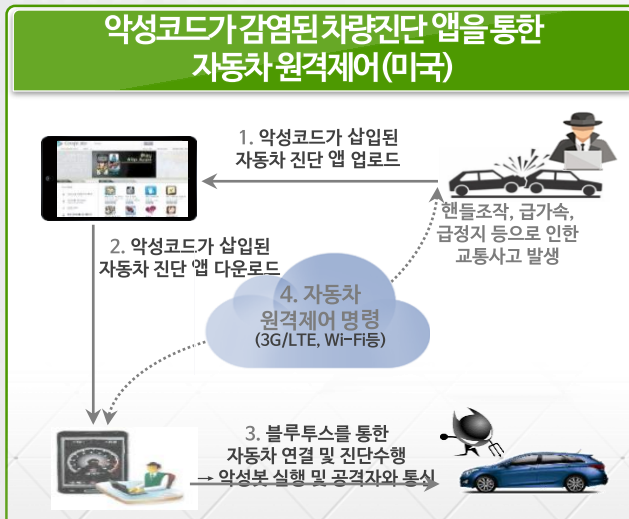 악성코드가 감염된 차량진단 앱을 통한
자동차 원격제어(미국)
1. 악성코드가 삽입된
자동차 진단 앱 업로드
핸들조작, 급가속,
급정지 등으로 인한
교통사고 발생
2. 악성코드가 삽입된
자동차 진단 앱 다운로드
4. 자동차
원격제어 명령
(3G/LTE, Wi-Fi등)
3. 블루투스를 통한
자동차 연결 및 진단수행
→ 악성봇 실행 및 공격자와 통신